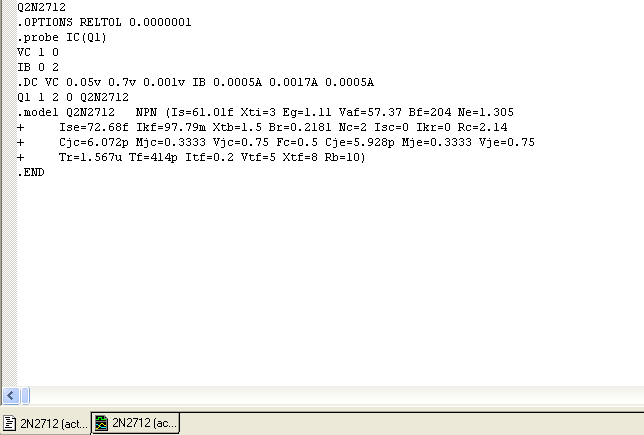 Q2N2712
.OPTIONS RELTOL 0.0000001
.probe IC(Q1)
VC 1 0
IB 0 2
.DC VC 0.05v 0.7v 0.001v IB 0.0005A 0.0017A 0.0005A
Q1 1 2 0 Q2N2712
.model Q2N2712 NPN (Is=61.01f Xti=3 Eg=1.11 Vaf=57.37 Bf=204 Ne=1.305
+ Ise=72.68f Ikf=97.79m Xtb=1.5 Br=0.2181 Nc=2 Isc=0 Ikr=0 Rc=2.14
+ Cjc=6.072p Mjc=0.3333 Vjc=0.75 Fc=0.5 Cje=5.928p Mje=0.3333 Vje=0.75
+ Tr=1.567u Tf=414p Itf=0.2 Vtf=5 Xtf=8 Rb=10)
.END
2N2712 (act... 2N2712 (ac...